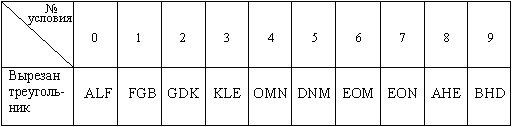 №
условия
0 1 2 3 4 5 6 7 8 9
Вырезан
треуголь-
ник
ALF FGB GDK KLE OMN DNM EOM EON AHE BHD